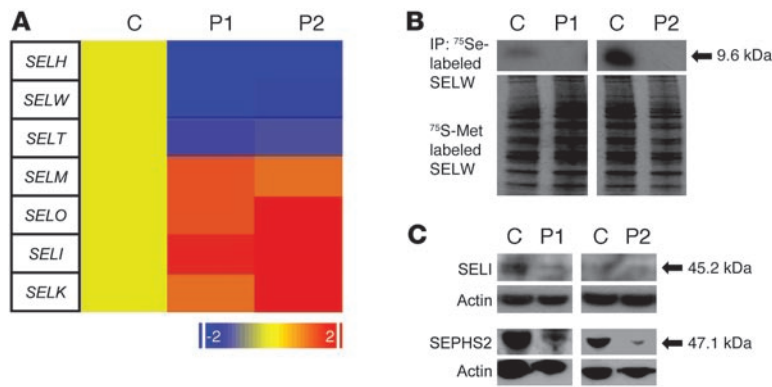 A
C P1 P2
SELH
SELW
SELT
SELM
SELO
SELI
SELK
-2 2
B
C P1 C P2
IP: ⁷⁵Se-
labeled
SELW
9.6 kDa
⁷⁵S-Met
labeled
SELW
C
C P1 C P2
SELI
45.2 kDa
Actin
SEPHS2
47.1 kDa
Actin